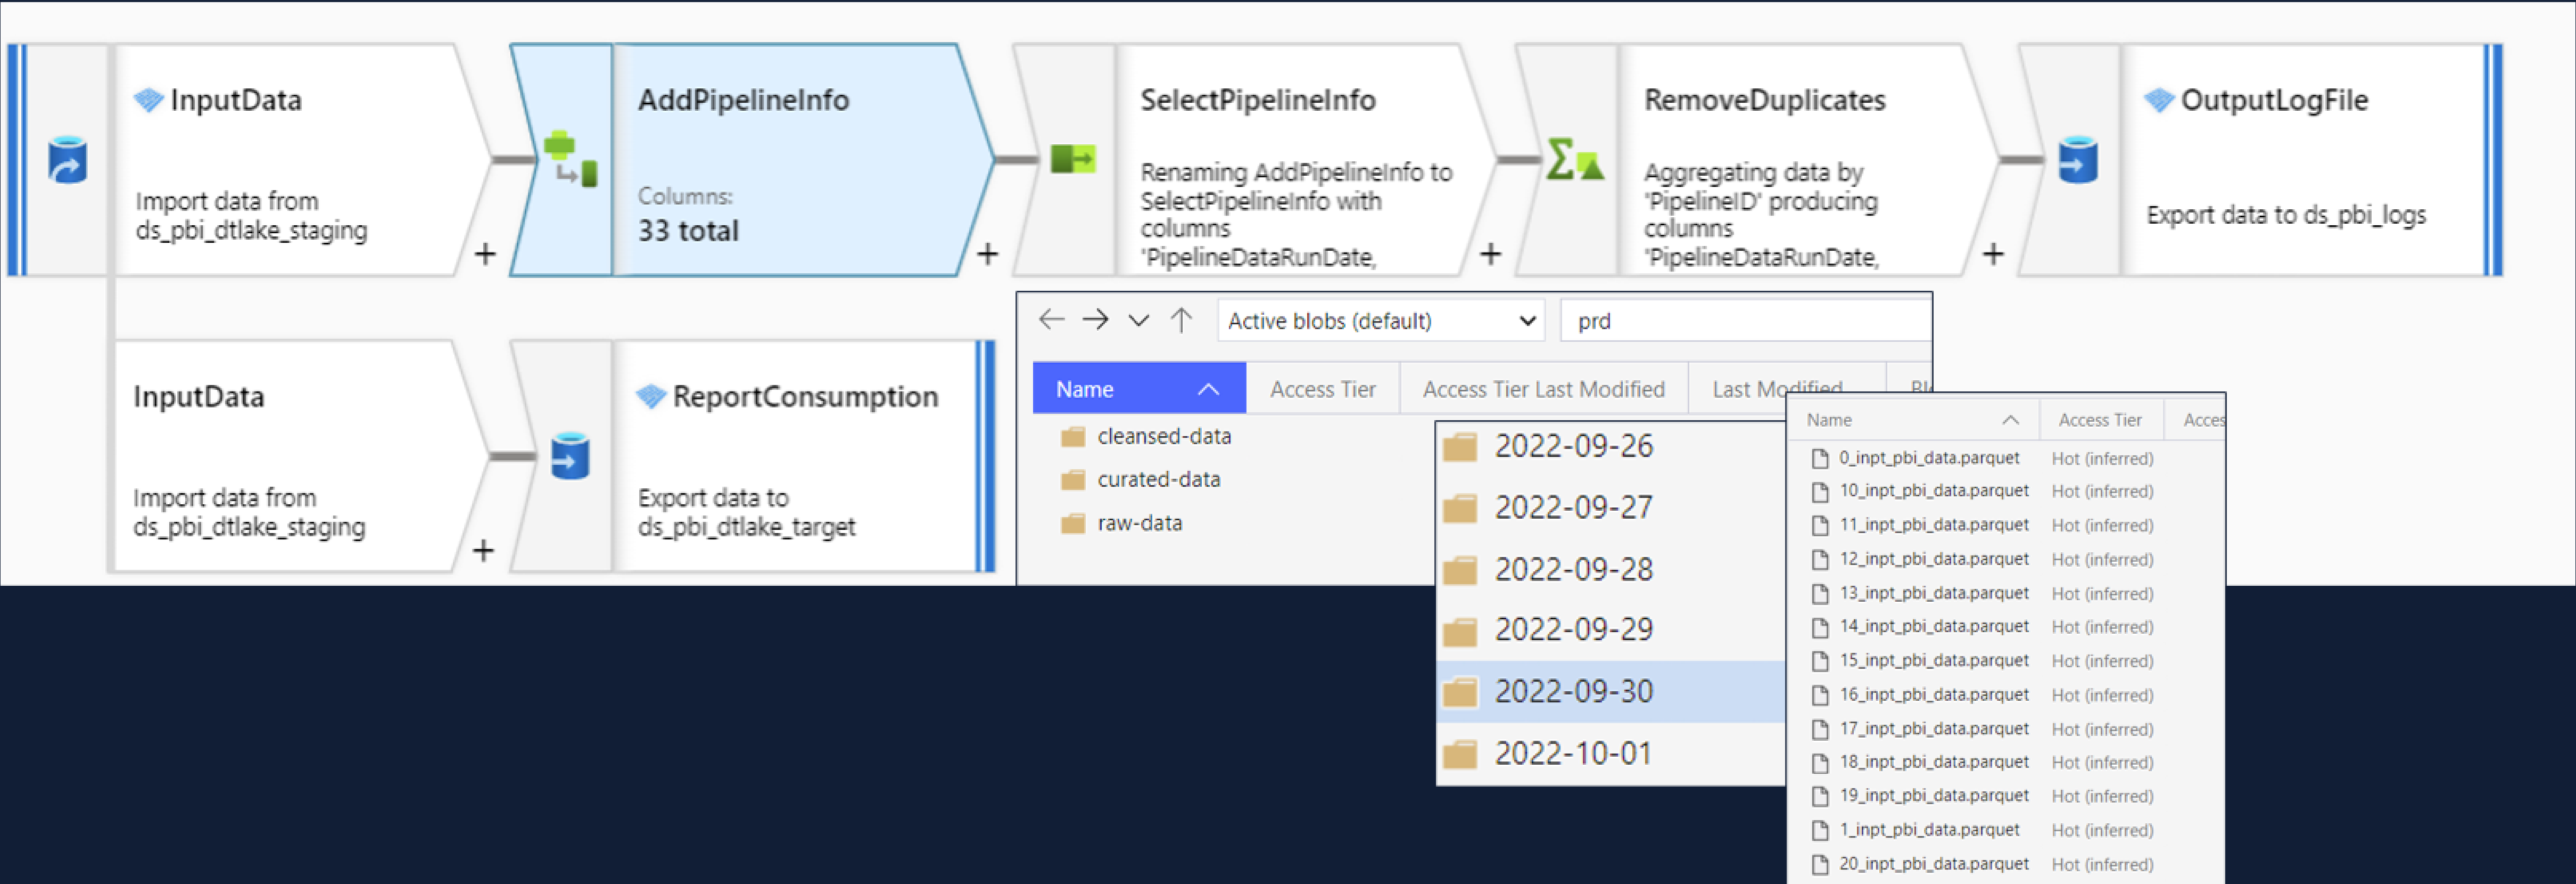 InputData
Import data from
ds_pbi_dtlake_staging
+
AddPipelineInfo
Columns:
33 total
+
SelectPipelineInfo
Renaming AddPipelineInfo to
SelectPipelineInfo with
columns
'PipelineDataRunDate,
+
RemoveDuplicates
Aggregating data by
'PipelineID' producing
columns
'PipelineDataRunDate,
+
OutputLogFile
Export data to ds_pbi_logs
InputData
Import data from
ds_pbi_dtlake_staging
+
ReportConsumption
Export data to
ds_pbi_dtlake_target
Active blobs (default)
prd
Name
Access Tier
Access Tier Last Modified
Last Modified
cleansed-data
curated-data
raw-data
2022-09-26
2022-09-27
2022-09-28
2022-09-29
2022-09-30
2022-10-01
Name Access Tier Acces
0_inpt_pbi_data.parquet Hot (inferred)
10_inpt_pbi_data.parquet Hot (inferred)
11_inpt_pbi_data.parquet Hot (inferred)
12_inpt_pbi_data.parquet Hot (inferred)
13_inpt_pbi_data.parquet Hot (inferred)
14_inpt_pbi_data.parquet Hot (inferred)
15_inpt_pbi_data.parquet Hot (inferred)
16_inpt_pbi_data.parquet Hot (inferred)
17_inpt_pbi_data.parquet Hot (inferred)
18_inpt_pbi_data.parquet Hot (inferred)
19_inpt_pbi_data.parquet Hot (inferred)
1_inpt_pbi_data.parquet Hot (inferred)
20_inpt_pbi_data.parquet Hot (inferred)